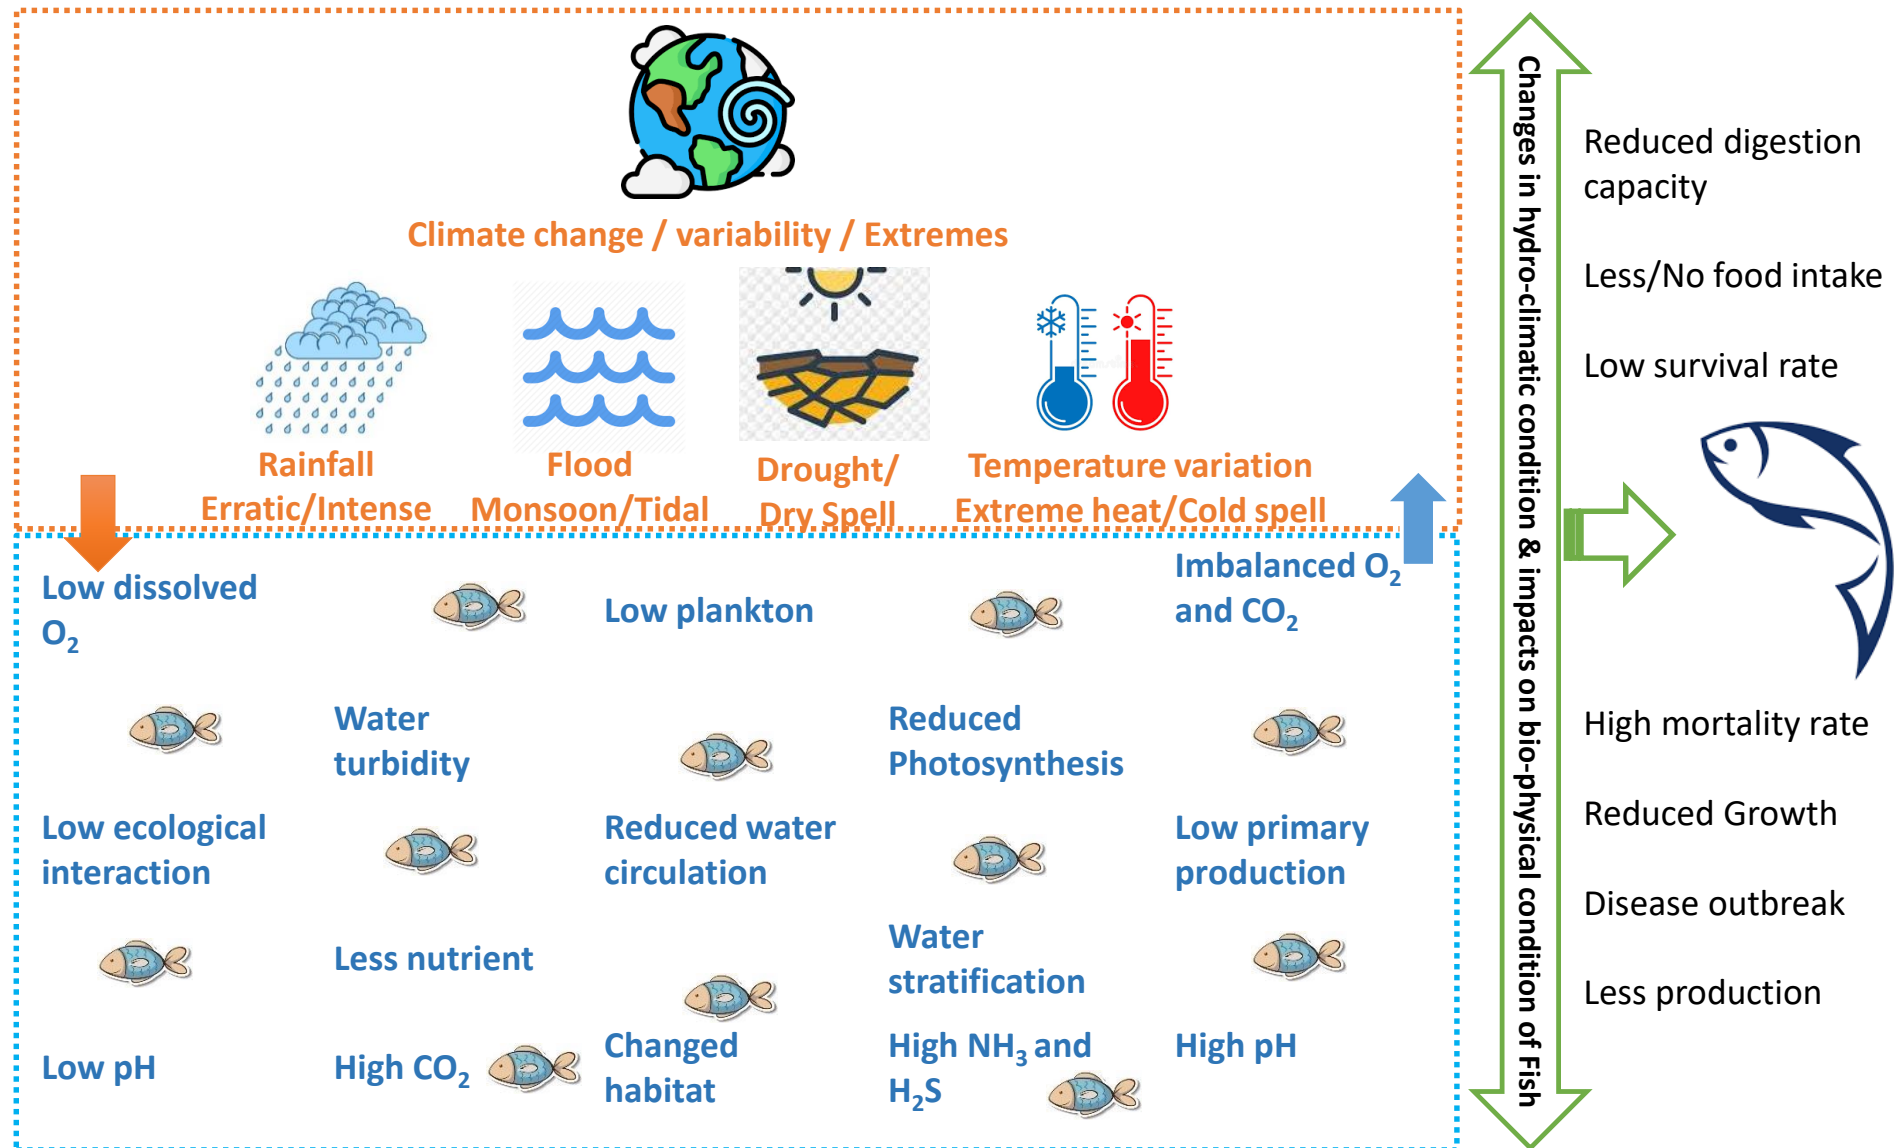 Climate change / variability / Extremes
Rainfall
Erratic/Intense
Flood
Monsoon/Tidal
Drought/
Dry Spell
Temperature variation
Extreme heat/Cold spell
Low dissolved
O₂
Low plankton
Imbalanced O₂
and CO₂
Water
turbidity
Reduced
Photosynthesis
Low ecological
interaction
Reduced water
circulation
Low primary
production
Less nutrient
Water
stratification
Low pH
High CO₂
Changed
habitat
High NH₃ and
H₂S
High pH
Changes in hydro-climatic condition & impacts on bio-physical condition of Fish
Reduced digestion
capacity
Less/No food intake
Low survival rate
High mortality rate
Reduced Growth
Disease outbreak
Less production